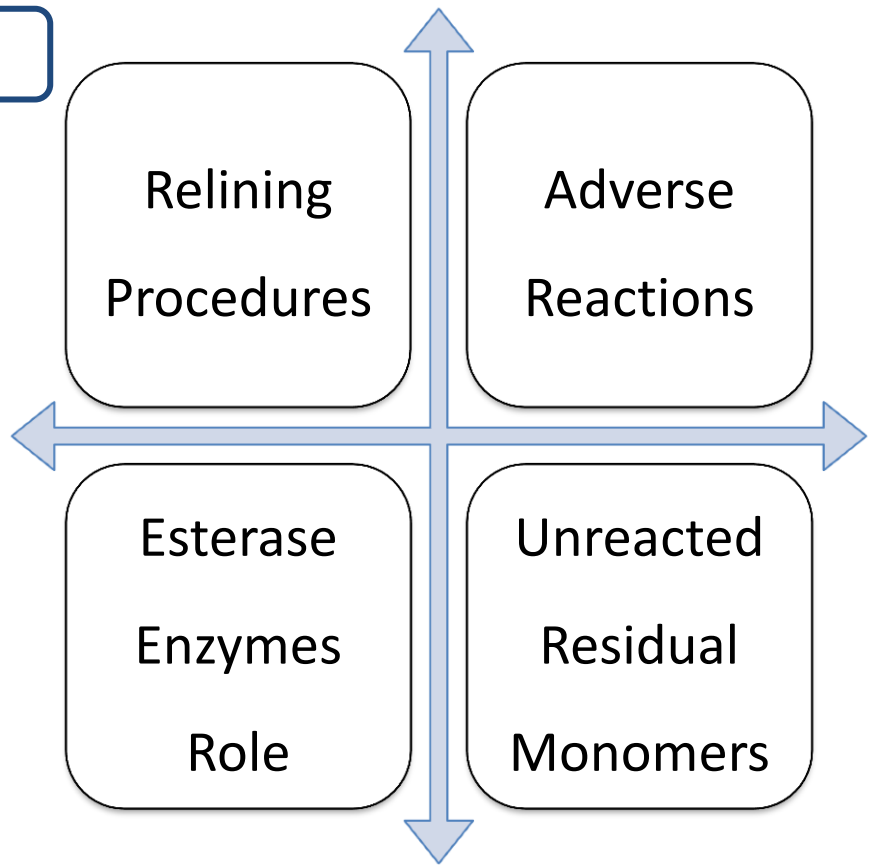 Relining
Procedures
Adverse
Reactions
Esterase
Enzymes
Role
Unreacted
Residual
Monomers